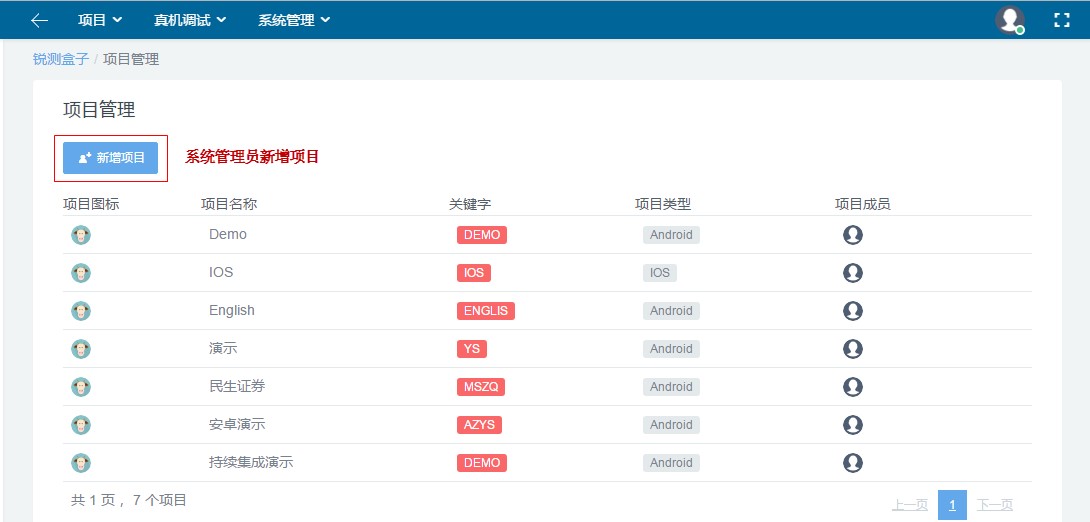 项目 真机调试 系统管理
锐测盒子 / 项目管理
项目管理
新增项目 系统管理员新增项目
项目图标 项目名称 关键字 项目类型 项目成员
Demo DEMO Android
IOS IOS IOS
English ENGLIS Android
演示 YS Android
民生证券 MSZQ Android
安卓演示 AZYS Android
持续集成演示 DEMO Android
共 1 页 ，7 个项目 上一页 1 下一页